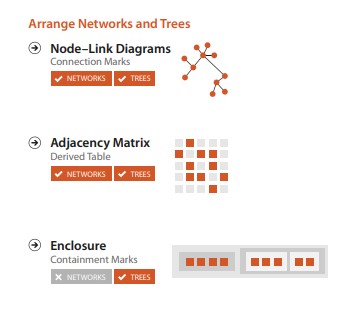 Arrange Networks and Trees
Node–Link Diagrams
Connection Marks
NETWORKS TREES
Adjacency Matrix
Derived Table
NETWORKS TREES
Enclosure
Containment Marks
NETWORKS TREES